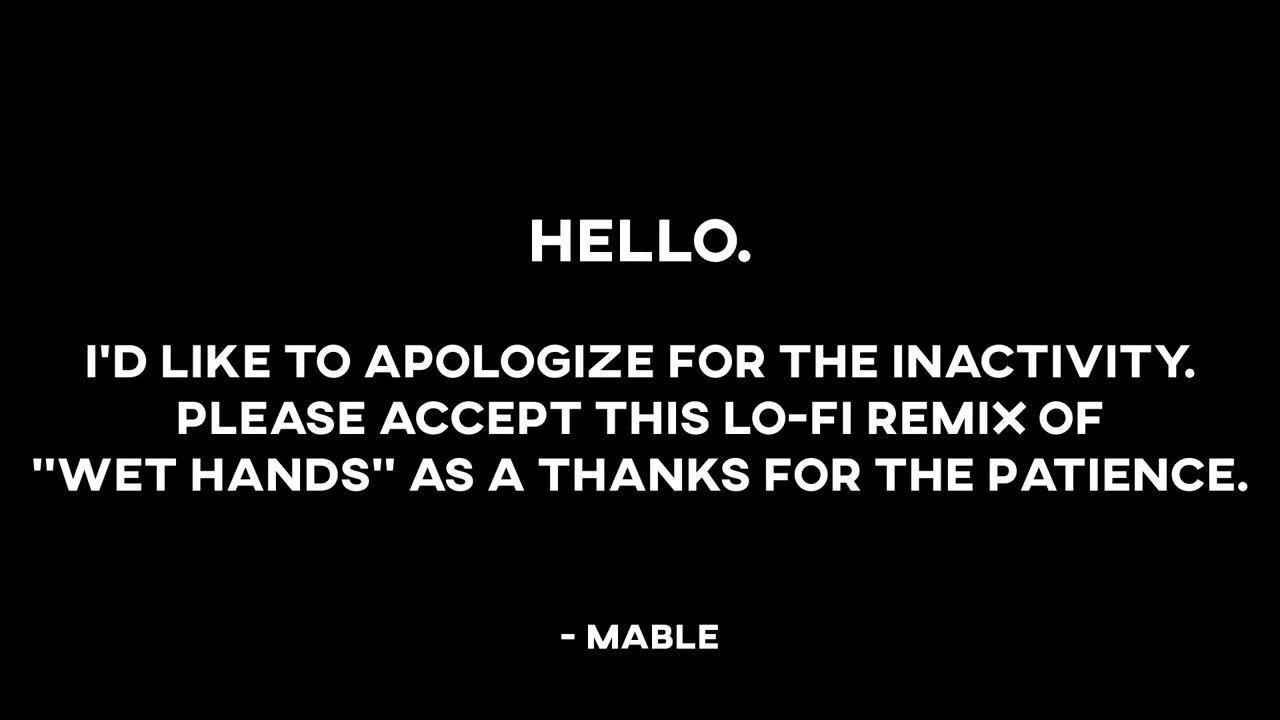 HELLO.
I'D LIKE TO APOLOGIZE FOR THE INACTIVITY.
PLEASE ACCEPT THIS LO-FI REMIX OF
"WET HANDS" AS A THANKS FOR THE PATIENCE.
- MABLE